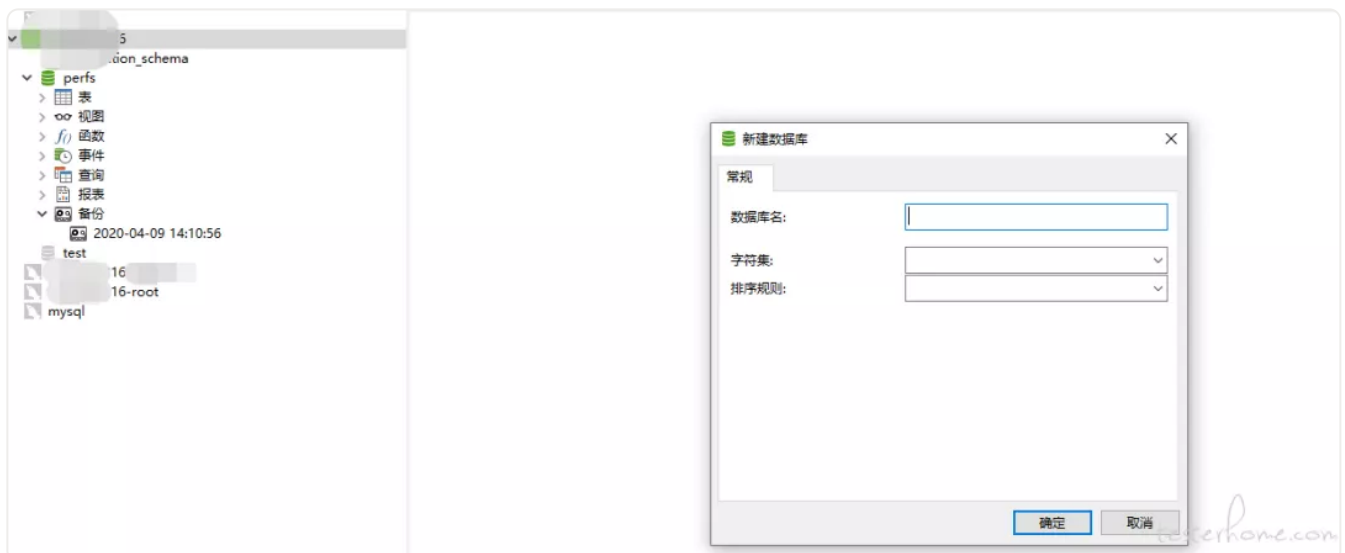 6
tion_schema
perfs
表
视图
f() 函数
事件
查询
报表
备份
2020-04-09 14:10:56
test
16
16-root
mysql
新建数据库
常规
数据库名:
字符集:
排序规则:
确定
取消
testerhome.com